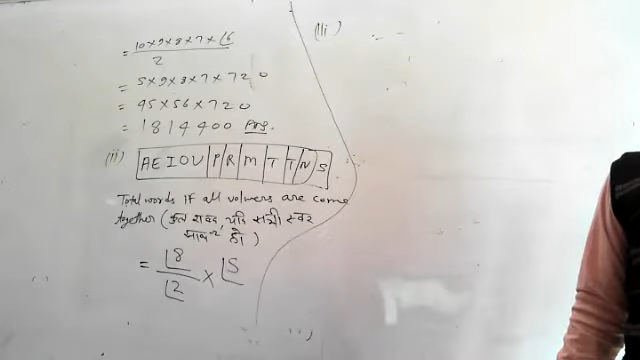 = 10×9×8×7×⌊6 / 2
= 5×9×8×7×720
= 45×56×720
= 1814400 Ans.
(ii) AEIOU P R M T T N S
Total words if all volwers are come
together (कुल शब्द, यदि सभी स्वर
साथ हो)
= ⌊8 / ⌊2 × ⌊5
(iii)